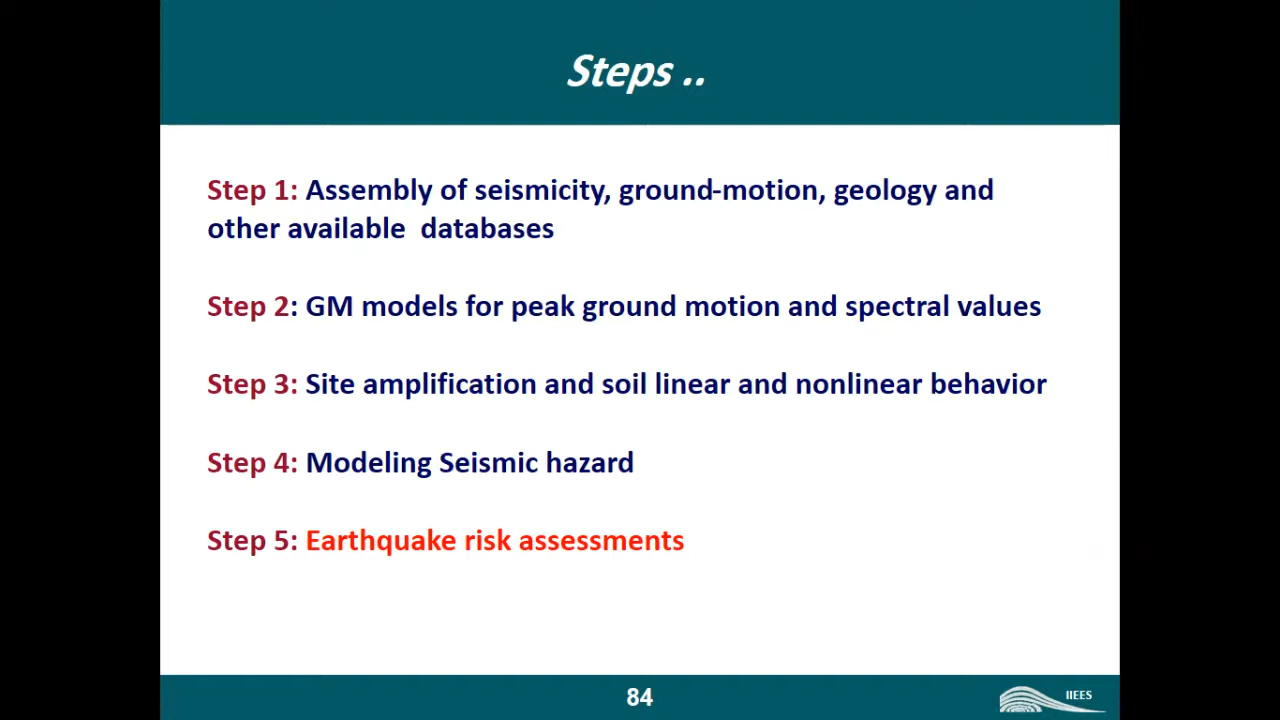 Steps ..
Step 1: Assembly of seismicity, ground-motion, geology and
other available  databases
Step 2: GM models for peak ground motion and spectral values
Step 3: Site amplification and soil linear and nonlinear behavior
Step 4: Modeling Seismic hazard
Step 5: Earthquake risk assessments
84
IIEES